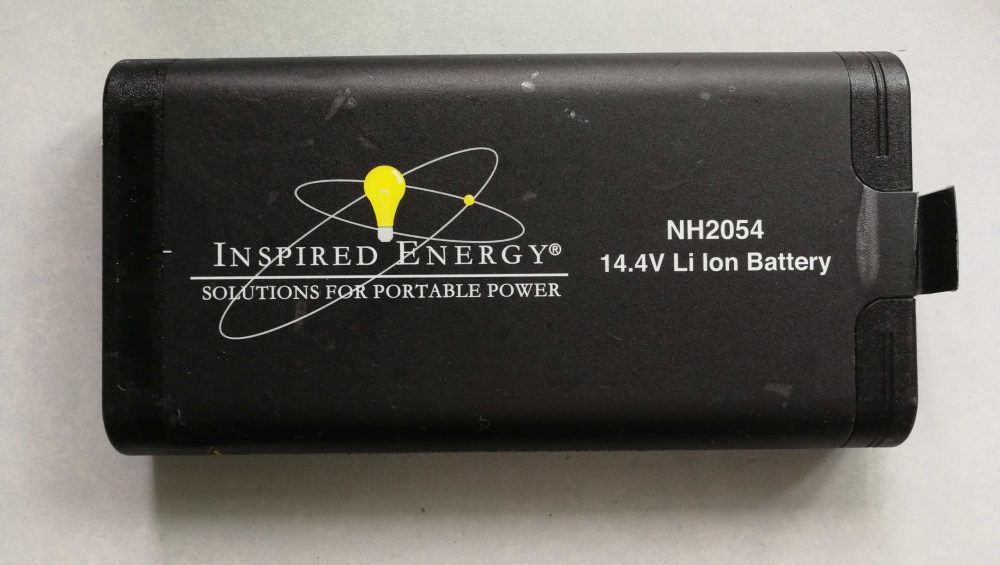 INSPIRED ENERGY®
SOLUTIONS FOR PORTABLE POWER
NH2054
14.4V Li Ion Battery